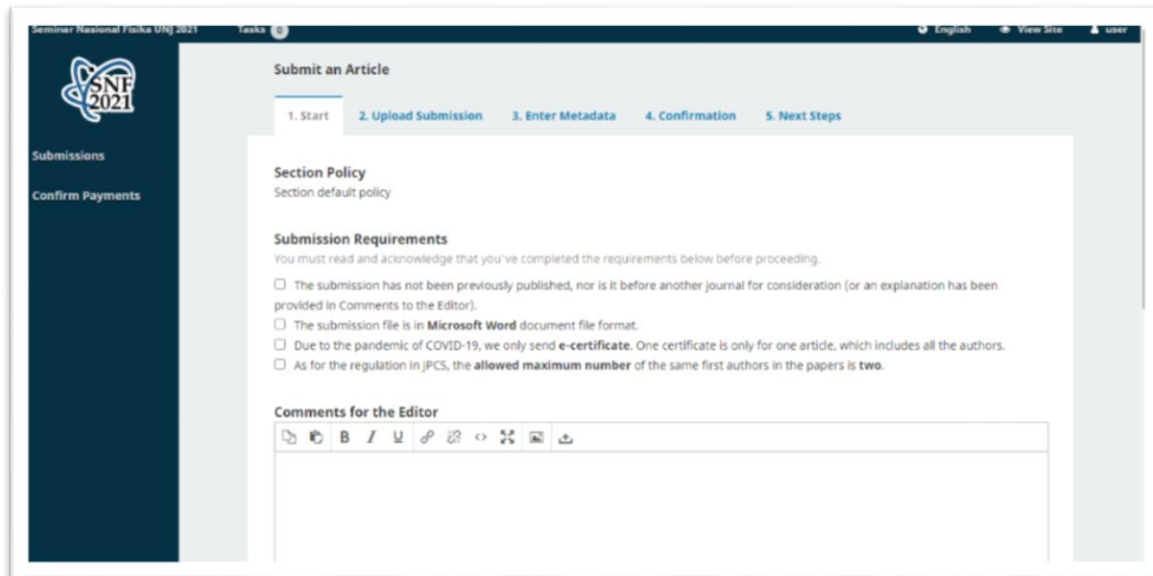 Seminar Nasional Fisika UNJ 2021 Tasks 0 English View Site user
SNF
2021
Submissions
Confirm Payments
Submit an Article
1. Start 2. Upload Submission 3. Enter Metadata 4. Confirmation 5. Next Steps
Section Policy
Section default policy
Submission Requirements
You must read and acknowledge that you've completed the requirements below before proceeding.
The submission has not been previously published, nor is it before another journal for consideration (or an explanation has been
provided in Comments to the Editor).
The submission file is in Microsoft Word document file format.
Due to the pandemic of COVID-19, we only send e-certificate. One certificate is only for one article, which includes all the authors.
As for the regulation in JPCS, the allowed maximum number of the same first authors in the papers is two.
Comments for the Editor
B I U